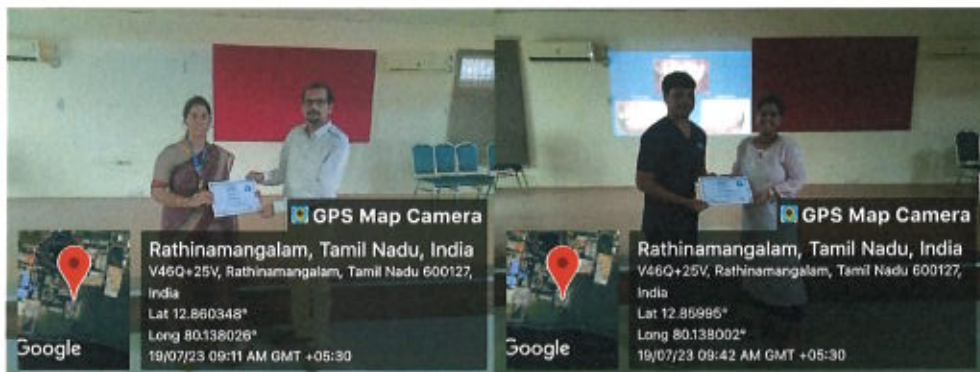 GPS Map Camera
Rathinamangalam, Tamil Nadu, India
V46Q+25V, Rathinamangalam, Tamil Nadu 600127,
India
Lat 12.860348°
Long 80.138026°
19/07/23 09:11 AM GMT +05:30
Google
GPS Map Camera
Rathinamangalam, Tamil Nadu, India
V46Q+25V, Rathinamangalam, Tamil Nadu 600127,
India
Lat 12.85995°
Long 80.138002°
19/07/23 09:42 AM GMT +05:30
Google